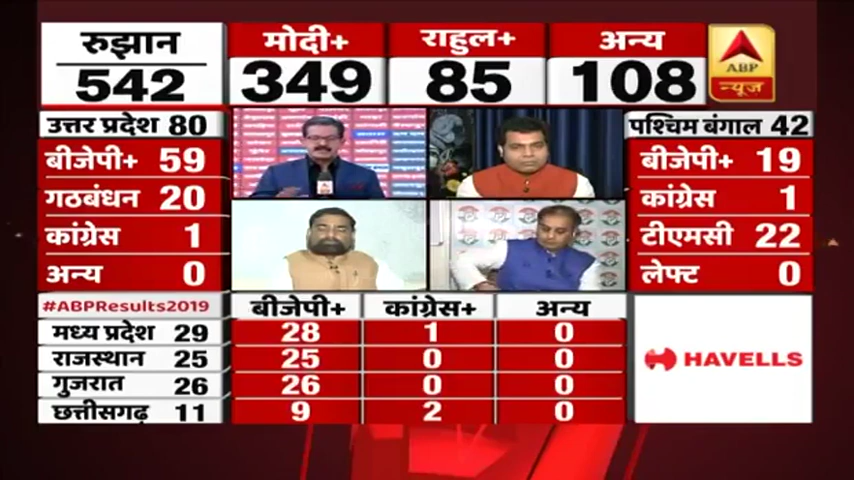 रुझान
542
मोदी+
349
राहुल+
85
अन्य
108
ABP
न्यूज़
उत्तर प्रदेश 80
बीजेपी+ 59
गठबंधन 20
कांग्रेस 1
अन्य 0
पश्चिम बंगाल 42
बीजेपी+ 19
कांग्रेस 1
टीएमसी 22
लेफ्ट 0
#ABPResults2019 बीजेपी+ कांग्रेस+ अन्य
मध्य प्रदेश 29 28 1 0
राजस्थान 25 25 0 0
गुजरात 26 26 0 0
छत्तीसगढ़ 11 9 2 0
HAVELLS